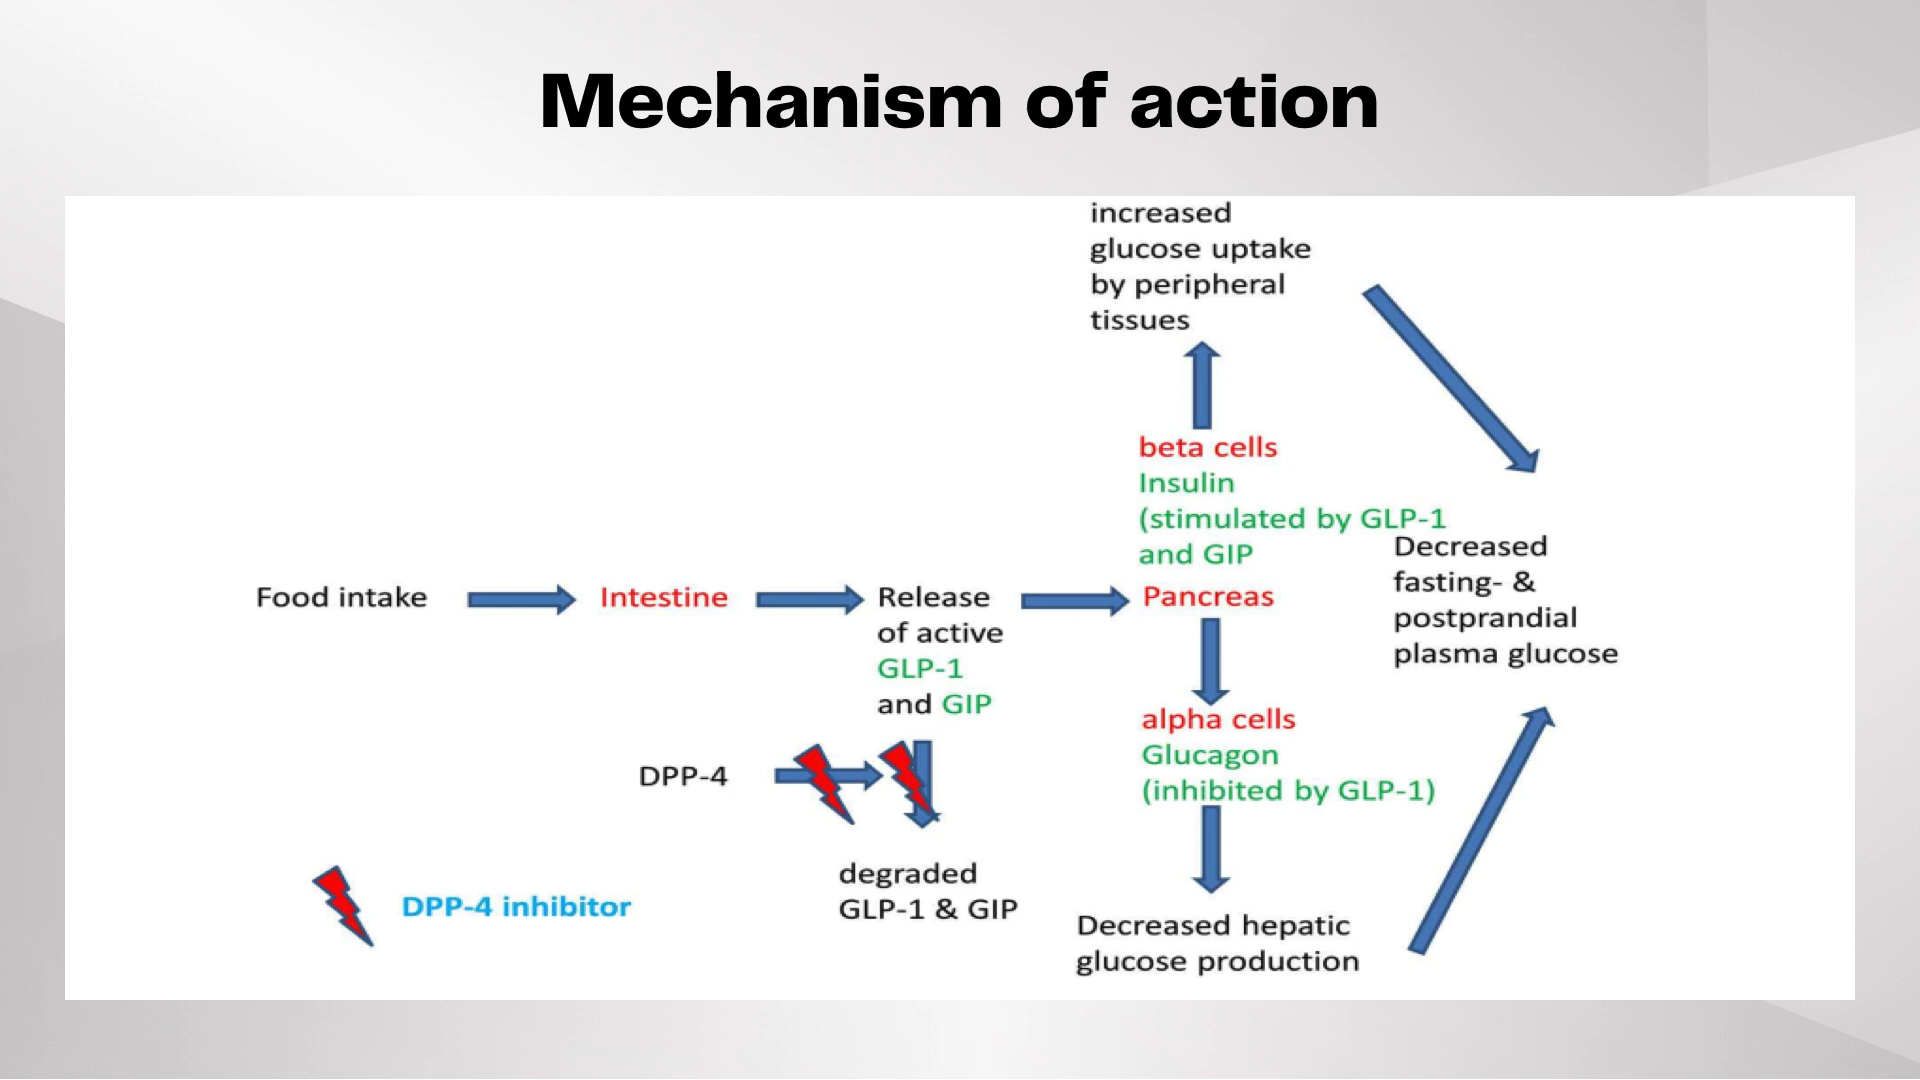 Mechanism of action
increased
glucose uptake
by peripheral
tissues
beta cells
Insulin
(stimulated by GLP-1
and GIP
Decreased
fasting- &
postprandial
plasma glucose
Food intake
Intestine
Release
of active
GLP-1
and GIP
Pancreas
alpha cells
Glucagon
(inhibited by GLP-1)
DPP-4
degraded
GLP-1 & GIP
DPP-4 inhibitor
Decreased hepatic
glucose production